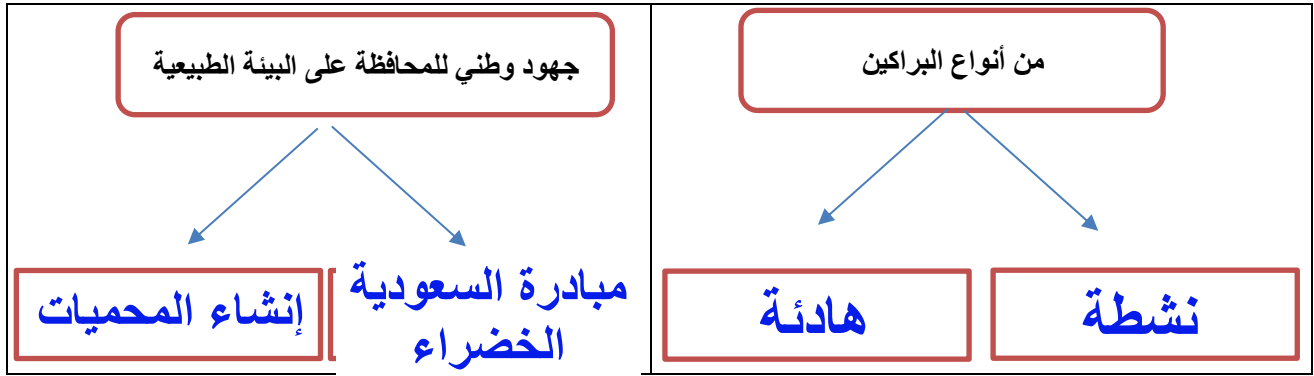 من أنواع البراكين
نشطة
هادئة
جهود وطني للمحافظة على البيئة الطبيعية
مبادرة السعودية
الخضراء
إنشاء المحميات